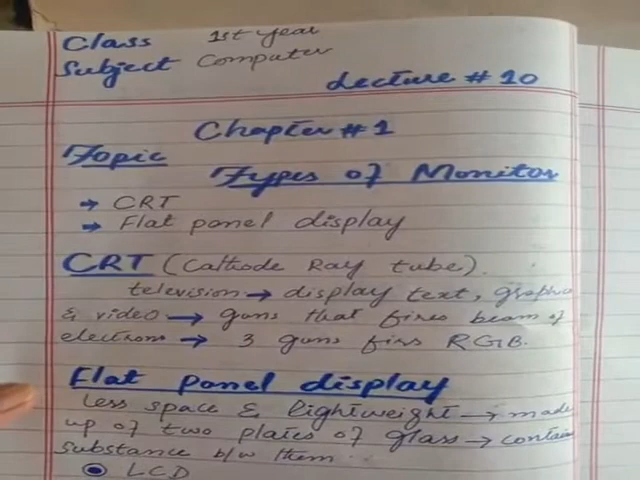 Class 1st year
Subject Computer
Lecture # 10
Chapter # 1
Topic
Types of Monitor
→ CRT
→ Flat panel display
CRT (Cathode Ray tube).
television → display text, graphics
& video → guns that fires beam of
electrons → 3 guns fires RGB.
Flat panel display
less space & lightweight → made
up of two plates of glass → contain
substance b/w them.
LCD